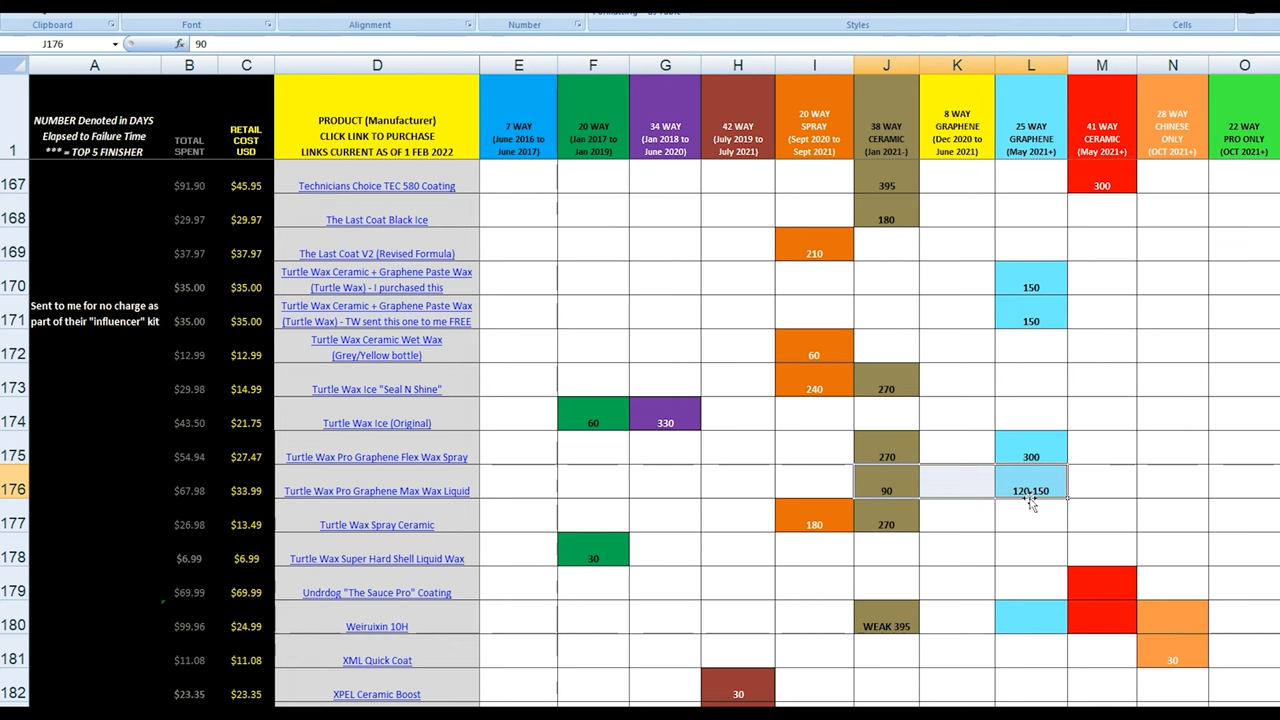 Clipboard Font Alignment Number Styles Cells
J176 fx 90
A B C D E F G H I J K L M N O
1
NUMBER Denoted in DAYS
Elapsed to Failure Time
*** = TOP 5 FINISHER
TOTAL
SPENT
RETAIL
COST
USD
PRODUCT (Manufacturer)
CLICK LINK TO PURCHASE
LINKS CURRENT AS OF 1 FEB 2022
7 WAY
(June 2016 to
June 2017)
20 WAY
(Jan 2017 to
Jan 2019)
34 WAY
(Jan 2018 to
June 2020)
42 WAY
(July 2019 to
July 2021)
20 WAY
SPRAY
(Sept 2020 to
Sept 2021)
38 WAY
CERAMIC
(Jan 2021-)
8 WAY
GRAPHENE
(Dec 2020 to
June 2021)
25 WAY
GRAPHENE
(May 2021+)
41 WAY
CERAMIC
(May 2021+)
28 WAY
CHINESE
ONLY
(OCT 2021+)
22 WAY
PRO ONLY
(OCT 2021+)
167 $91.90 $45.95 Technicians Choice TEC 580 Coating 395 300
168 $29.97 $29.97 The Last Coat Black Ice 180
169 $37.97 $37.97 The Last Coat V2 (Revised Formula) 210
170 $35.00 $35.00 Turtle Wax Ceramic + Graphene Paste Wax
(Turtle Wax) - I purchased this 150
Sent to me for no charge as
part of their "influencer" kit
171 $35.00 $35.00 Turtle Wax Ceramic + Graphene Paste Wax
(Turtle Wax) - TW sent this one to me FREE 150
172 $12.99 $12.99 Turtle Wax Ceramic Wet Wax
(Grey/Yellow bottle) 60
173 $29.98 $14.99 Turtle Wax Ice "Seal N Shine" 240 270
174 $43.50 $21.75 Turtle Wax Ice (Original) 60 330
175 $54.94 $27.47 Turtle Wax Pro Graphene Flex Wax Spray 270 300
176 $67.98 $33.99 Turtle Wax Pro Graphene Max Wax Liquid 90 120-150
177 $26.98 $13.49 Turtle Wax Spray Ceramic 180 270
178 $6.99 $6.99 Turtle Wax Super Hard Shell Liquid Wax 30
179 $69.99 $69.99 Undrdog "The Sauce Pro" Coating
180 $99.96 $24.99 Weiruixin 10H WEAK 395
181 $11.08 $11.08 XML Quick Coat 30
182 $23.35 $23.35 XPEL Ceramic Boost 30